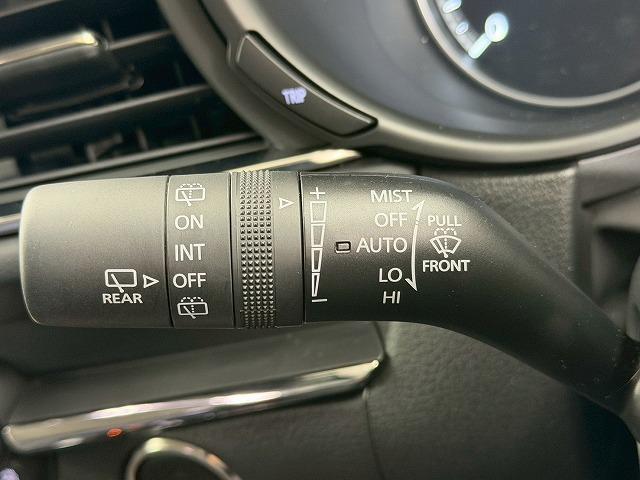 TRIP
ON
INT
OFF
REAR
+
−
MIST
OFF
AUTO
LO
HI
PULL
FRONT